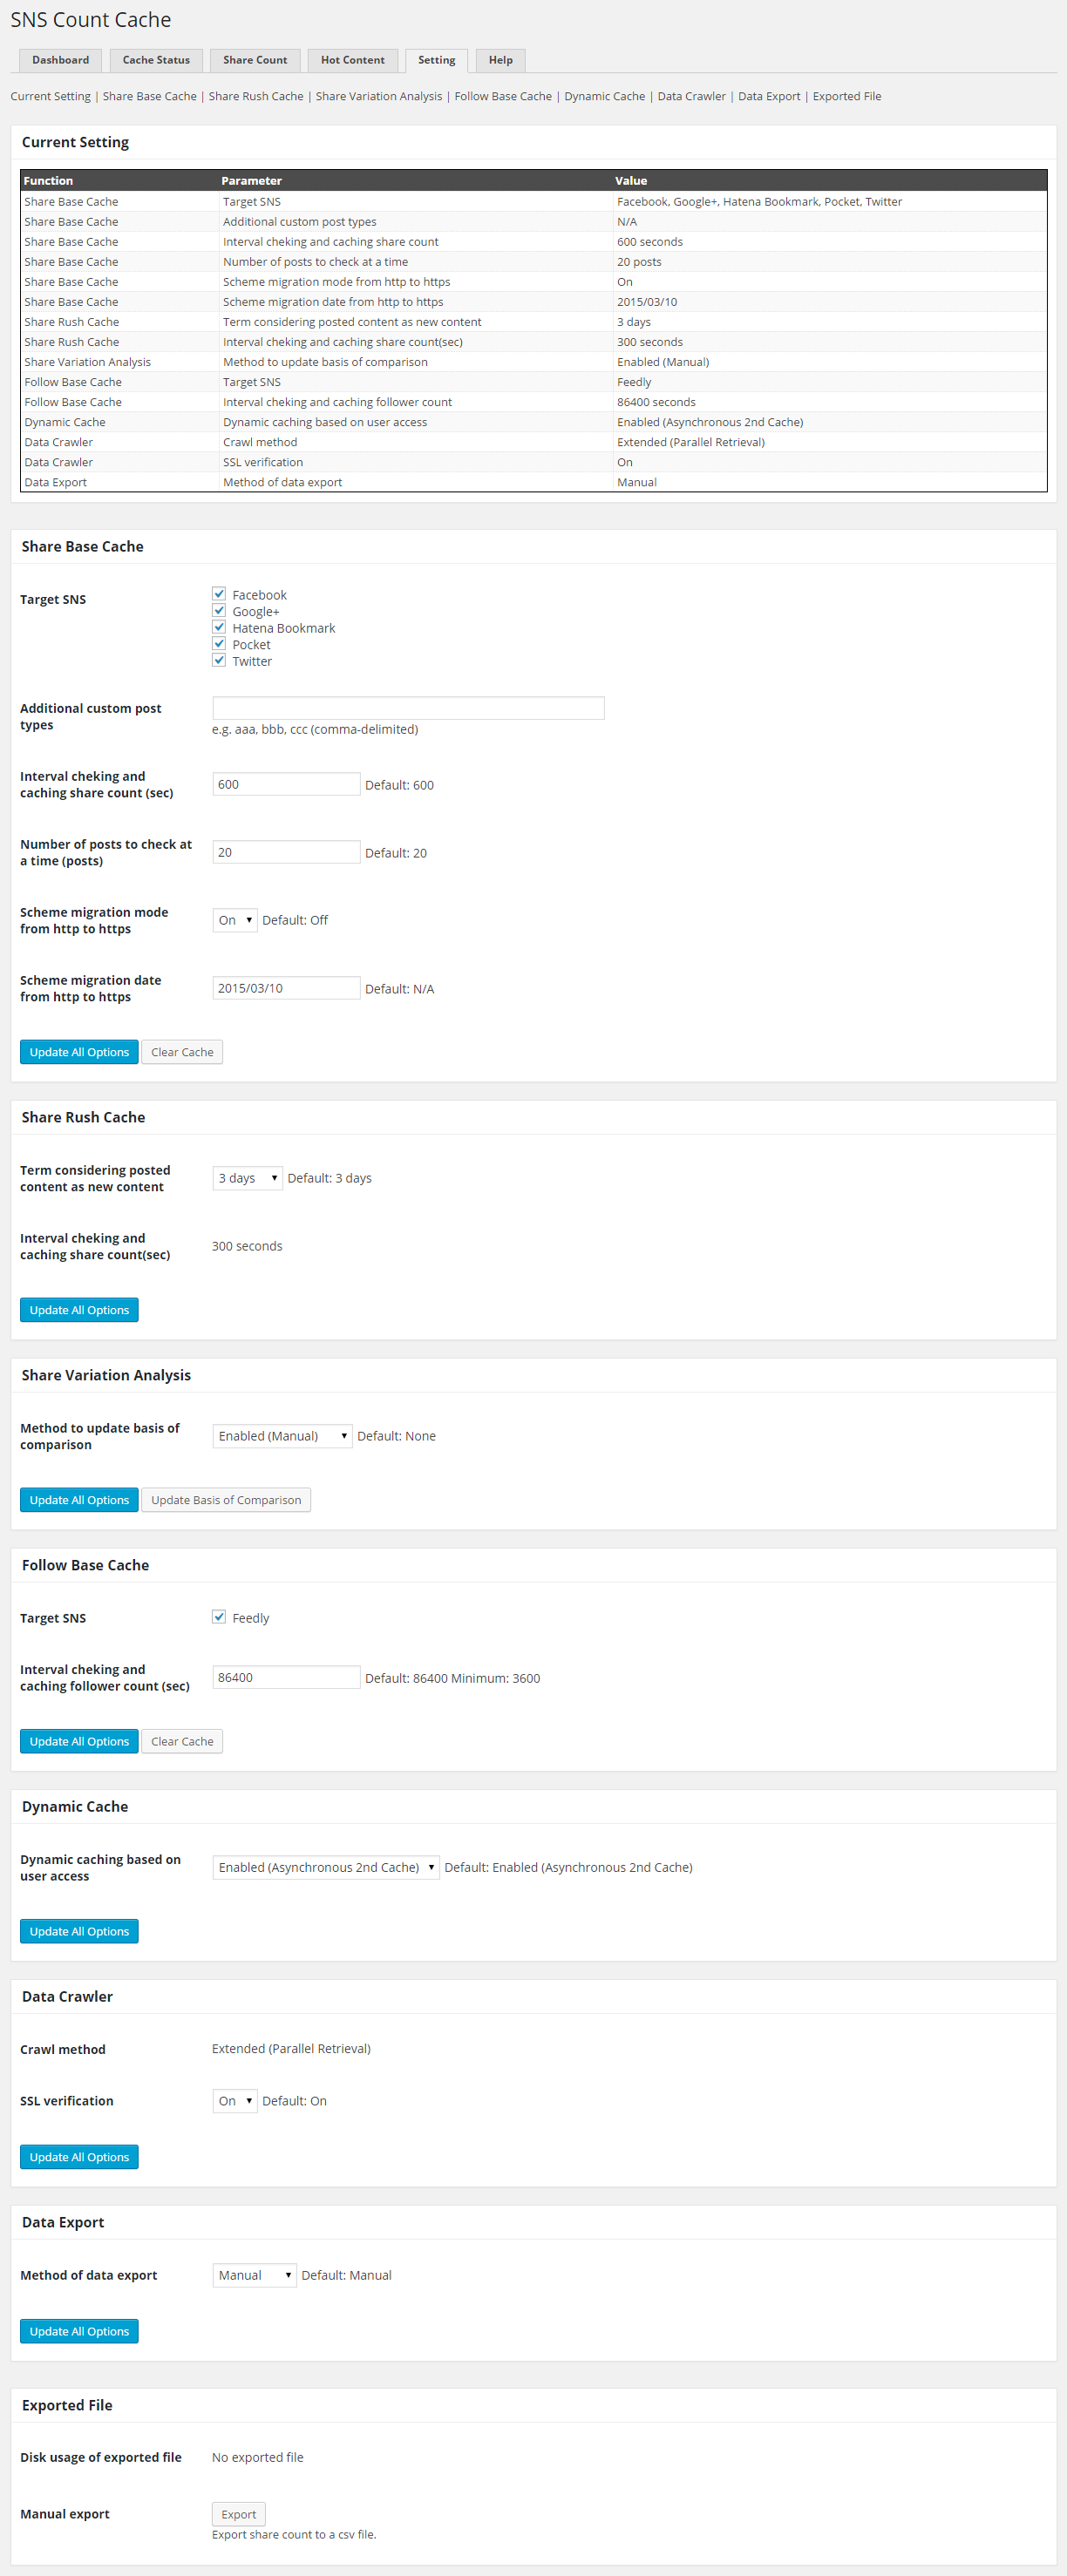 SNS Count Cache
Dashboard Cache Status Share Count Hot Content Setting Help
Current Setting | Share Base Cache | Share Rush Cache | Share Variation Analysis | Follow Base Cache | Dynamic Cache | Data Crawler | Data Export | Exported File
Current Setting
Function Parameter Value
Share Base Cache Target SNS Facebook, Google+, Hatena Bookmark, Pocket, Twitter
Share Base Cache Additional custom post types N/A
Share Base Cache Interval cheking and caching share count 600 seconds
Share Base Cache Number of posts to check at a time 20 posts
Share Base Cache Scheme migration mode from http to https On
Share Base Cache Scheme migration date from http to https 2015/03/10
Share Rush Cache Term considering posted content as new content 3 days
Share Rush Cache Interval cheking and caching share count(sec) 300 seconds
Share Variation Analysis Method to update basis of comparison Enabled (Manual)
Follow Base Cache Target SNS Feedly
Follow Base Cache Interval cheking and caching follower count 86400 seconds
Dynamic Cache Dynamic caching based on user access Enabled (Asynchronous 2nd Cache)
Data Crawler Crawl method Extended (Parallel Retrieval)
Data Crawler SSL verification On
Data Export Method of data export Manual
Share Base Cache
Target SNS
Facebook
Google+
Hatena Bookmark
Pocket
Twitter
Additional custom post
types
e.g. aaa, bbb, ccc (comma-delimited)
Interval cheking and
caching share count (sec)
600 Default: 600
Number of posts to check at
a time (posts)
20 Default: 20
Scheme migration mode
from http to https
On Default: Off
Scheme migration date
from http to https
2015/03/10 Default: N/A
Update All Options Clear Cache
Share Rush Cache
Term considering posted
content as new content
3 days Default: 3 days
Interval cheking and
caching share count(sec)
300 seconds
Update All Options
Share Variation Analysis
Method to update basis of
comparison
Enabled (Manual) Default: None
Update All Options Update Basis of Comparison
Follow Base Cache
Target SNS
Feedly
Interval cheking and
caching follower count (sec)
86400 Default: 86400 Minimum: 3600
Update All Options Clear Cache
Dynamic Cache
Dynamic caching based on
user access
Enabled (Asynchronous 2nd Cache) Default: Enabled (Asynchronous 2nd Cache)
Update All Options
Data Crawler
Crawl method Extended (Parallel Retrieval)
SSL verification On Default: On
Update All Options
Data Export
Method of data export Manual Default: Manual
Update All Options
Exported File
Disk usage of exported file No exported file
Manual export Export
Export share count to a csv file.